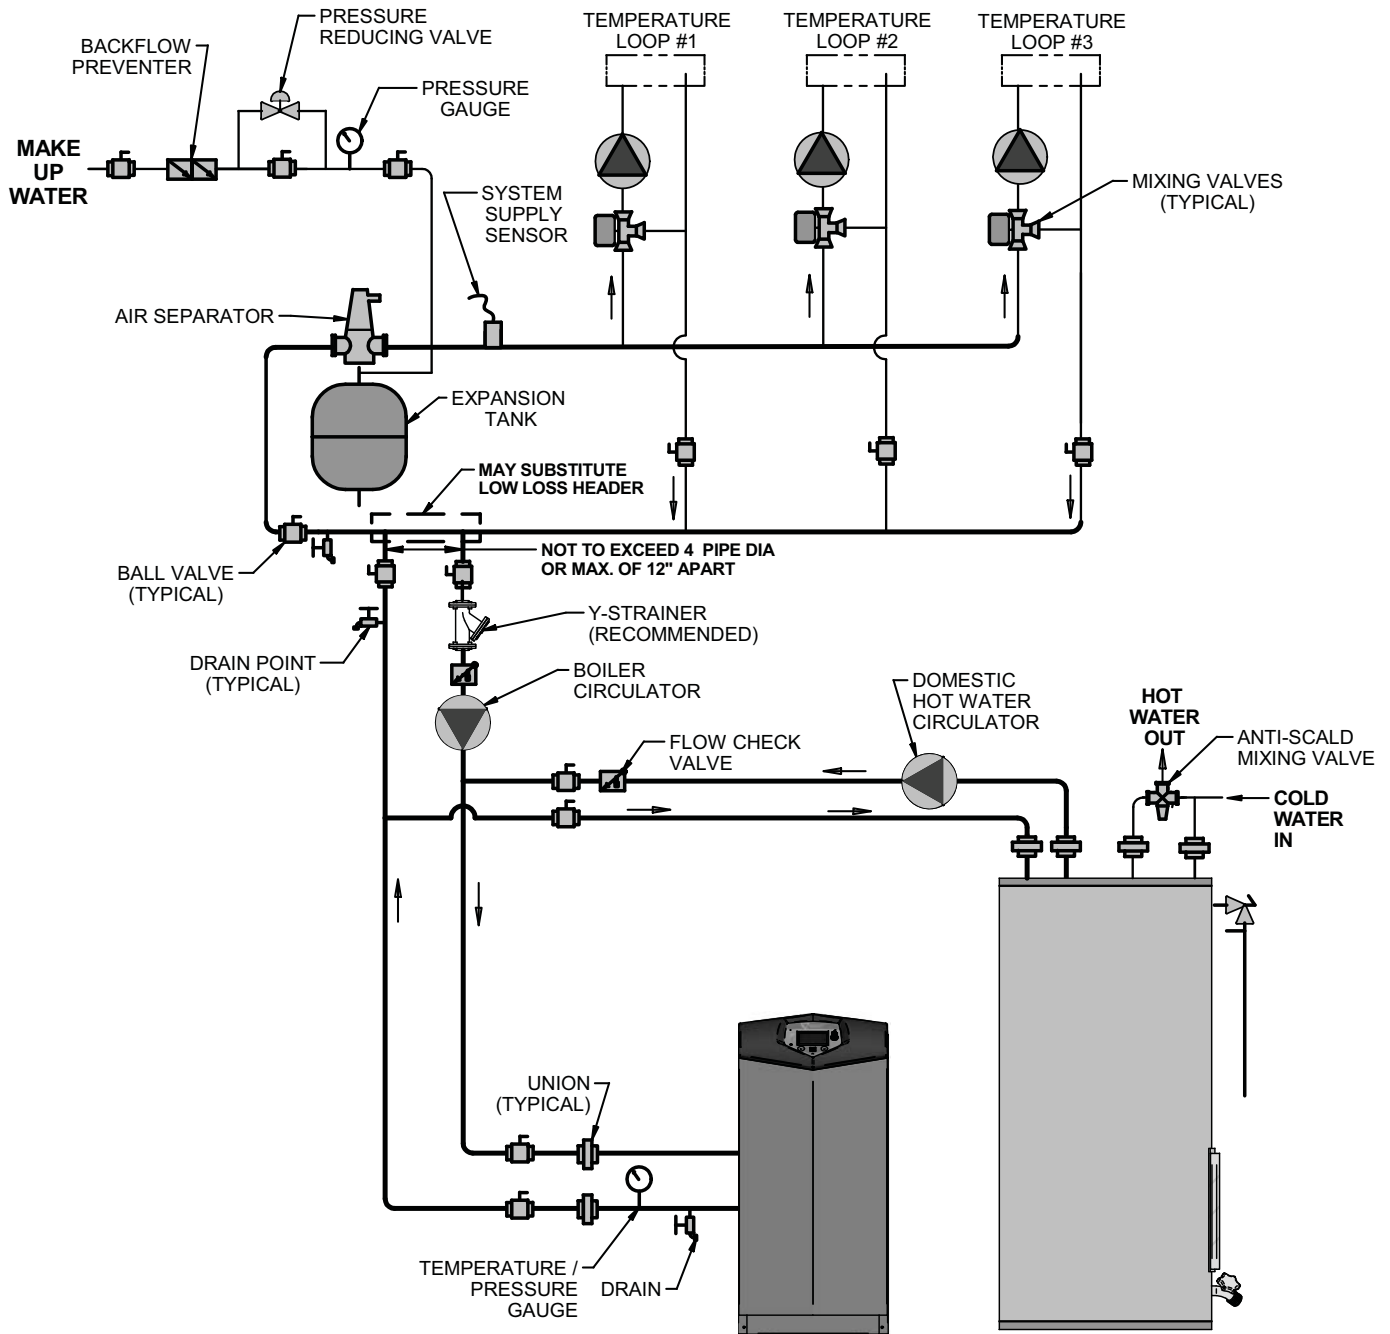 PRESSURE
REDUCING VALVE
BACKFLOW
PREVENTER
TEMPERATURE
LOOP #1
TEMPERATURE
LOOP #2
TEMPERATURE
LOOP #3
PRESSURE
GAUGE
MAKE
UP
WATER
SYSTEM
SUPPLY
SENSOR
MIXING VALVES
(TYPICAL)
AIR SEPARATOR
EXPANSION
TANK
MAY SUBSTITUTE
LOW LOSS HEADER
NOT TO EXCEED 4 PIPE DIA
OR MAX. OF 12" APART
BALL VALVE
(TYPICAL)
Y-STRAINER
(RECOMMENDED)
DRAIN POINT
(TYPICAL)
BOILER
CIRCULATOR
DOMESTIC
HOT WATER
CIRCULATOR
HOT
WATER
OUT
FLOW CHECK
VALVE
ANTI-SCALD
MIXING VALVE
COLD
WATER
IN
UNION
(TYPICAL)
TEMPERATURE /
PRESSURE
GAUGE
DRAIN